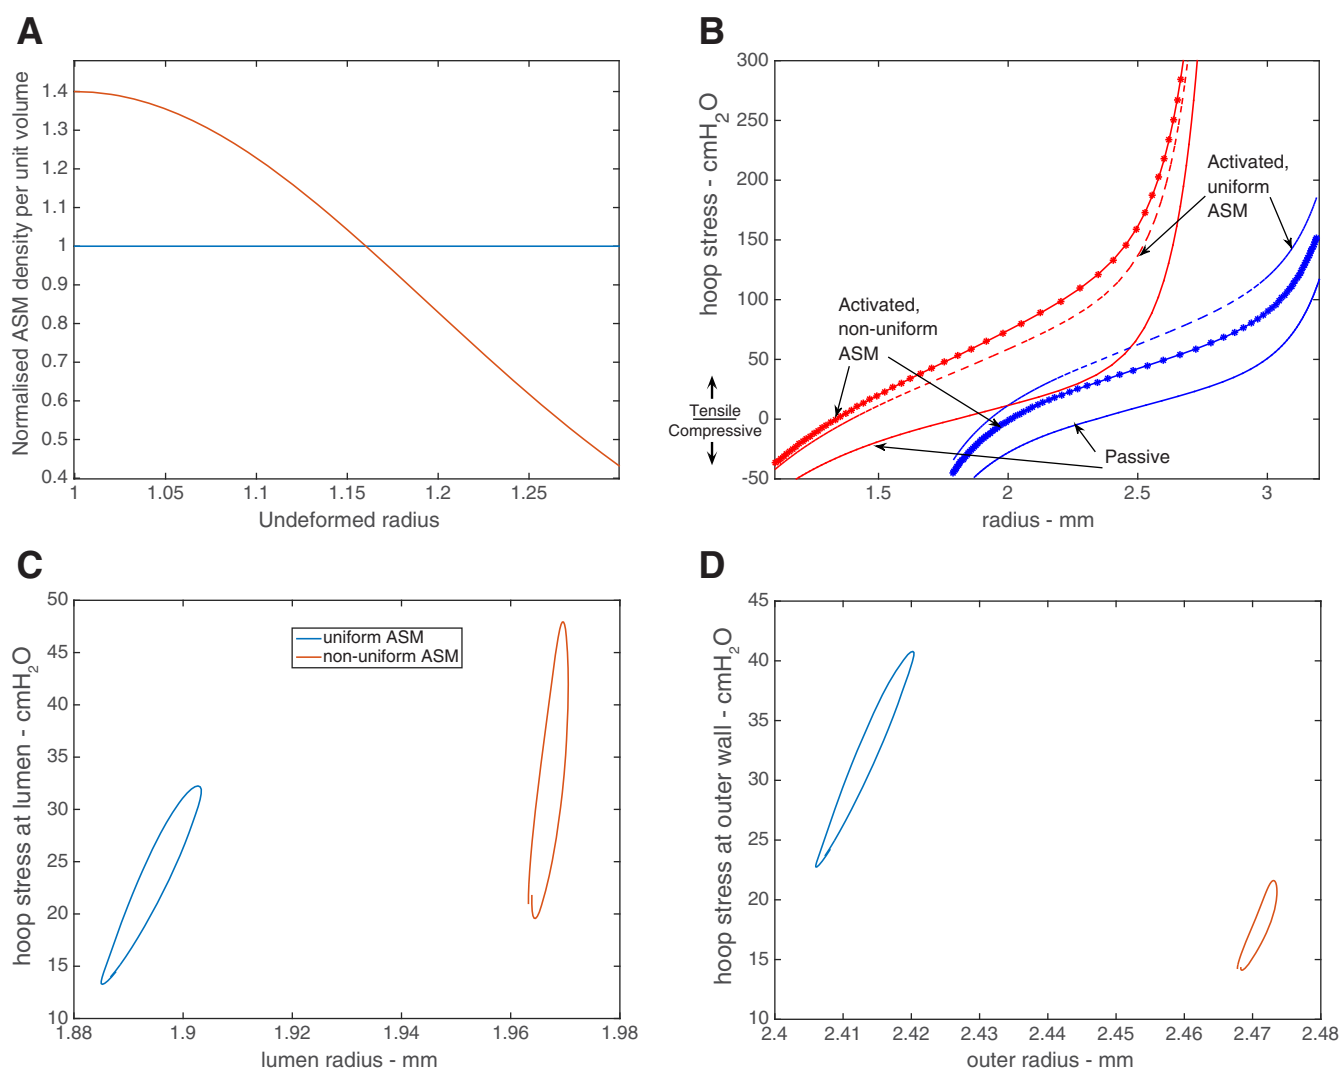 A
Normalised ASM density per unit volume
1.4
1.3
1.2
1.1
1
0.9
0.8
0.7
0.6
0.5
0.4
1
1.05
1.1
1.15
1.2
1.25
Undeformed radius
B
hoop stress - cmH2O
300
250
200
150
100
50
0
-50
Tensile
Compressive
Activated,
uniform
ASM
Activated,
non-uniform
ASM
Passive
1.5
2
2.5
3
radius - mm
C
hoop stress at lumen - cmH2O
50
45
40
35
30
25
20
15
10
uniform ASM
non-uniform ASM
1.88
1.9
1.92
1.94
1.96
1.98
lumen radius - mm
D
hoop stress at outer wall - cmH2O
45
40
35
30
25
20
15
10
2.4
2.41
2.42
2.43
2.44
2.45
2.46
2.47
2.48
outer radius - mm